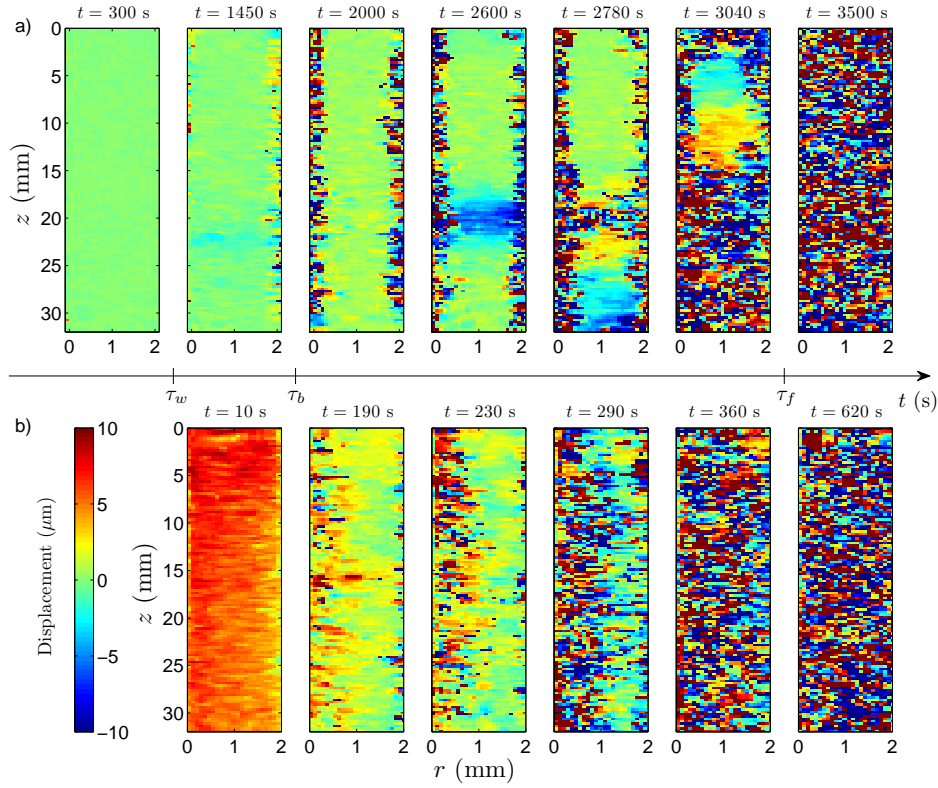 t = 300 s t = 1450 s t = 2000 s t = 2600 s t = 2780 s t = 3040 s t = 3500 s
a)
0
5
10
15
20
25
30
z (mm)
0 1 2 0 1 2 0 1 2 0 1 2 0 1 2 0 1 2 0 1 2
τw τb τf t (s)
b) t = 10 s t = 190 s t = 230 s t = 290 s t = 360 s t = 620 s
10
5
0
−5
−10
Displacement (μm)
0
5
10
15
20
25
30
z (mm)
0 1 2 0 1 2 0 1 2 0 1 2 0 1 2 0 1 2
r (mm)